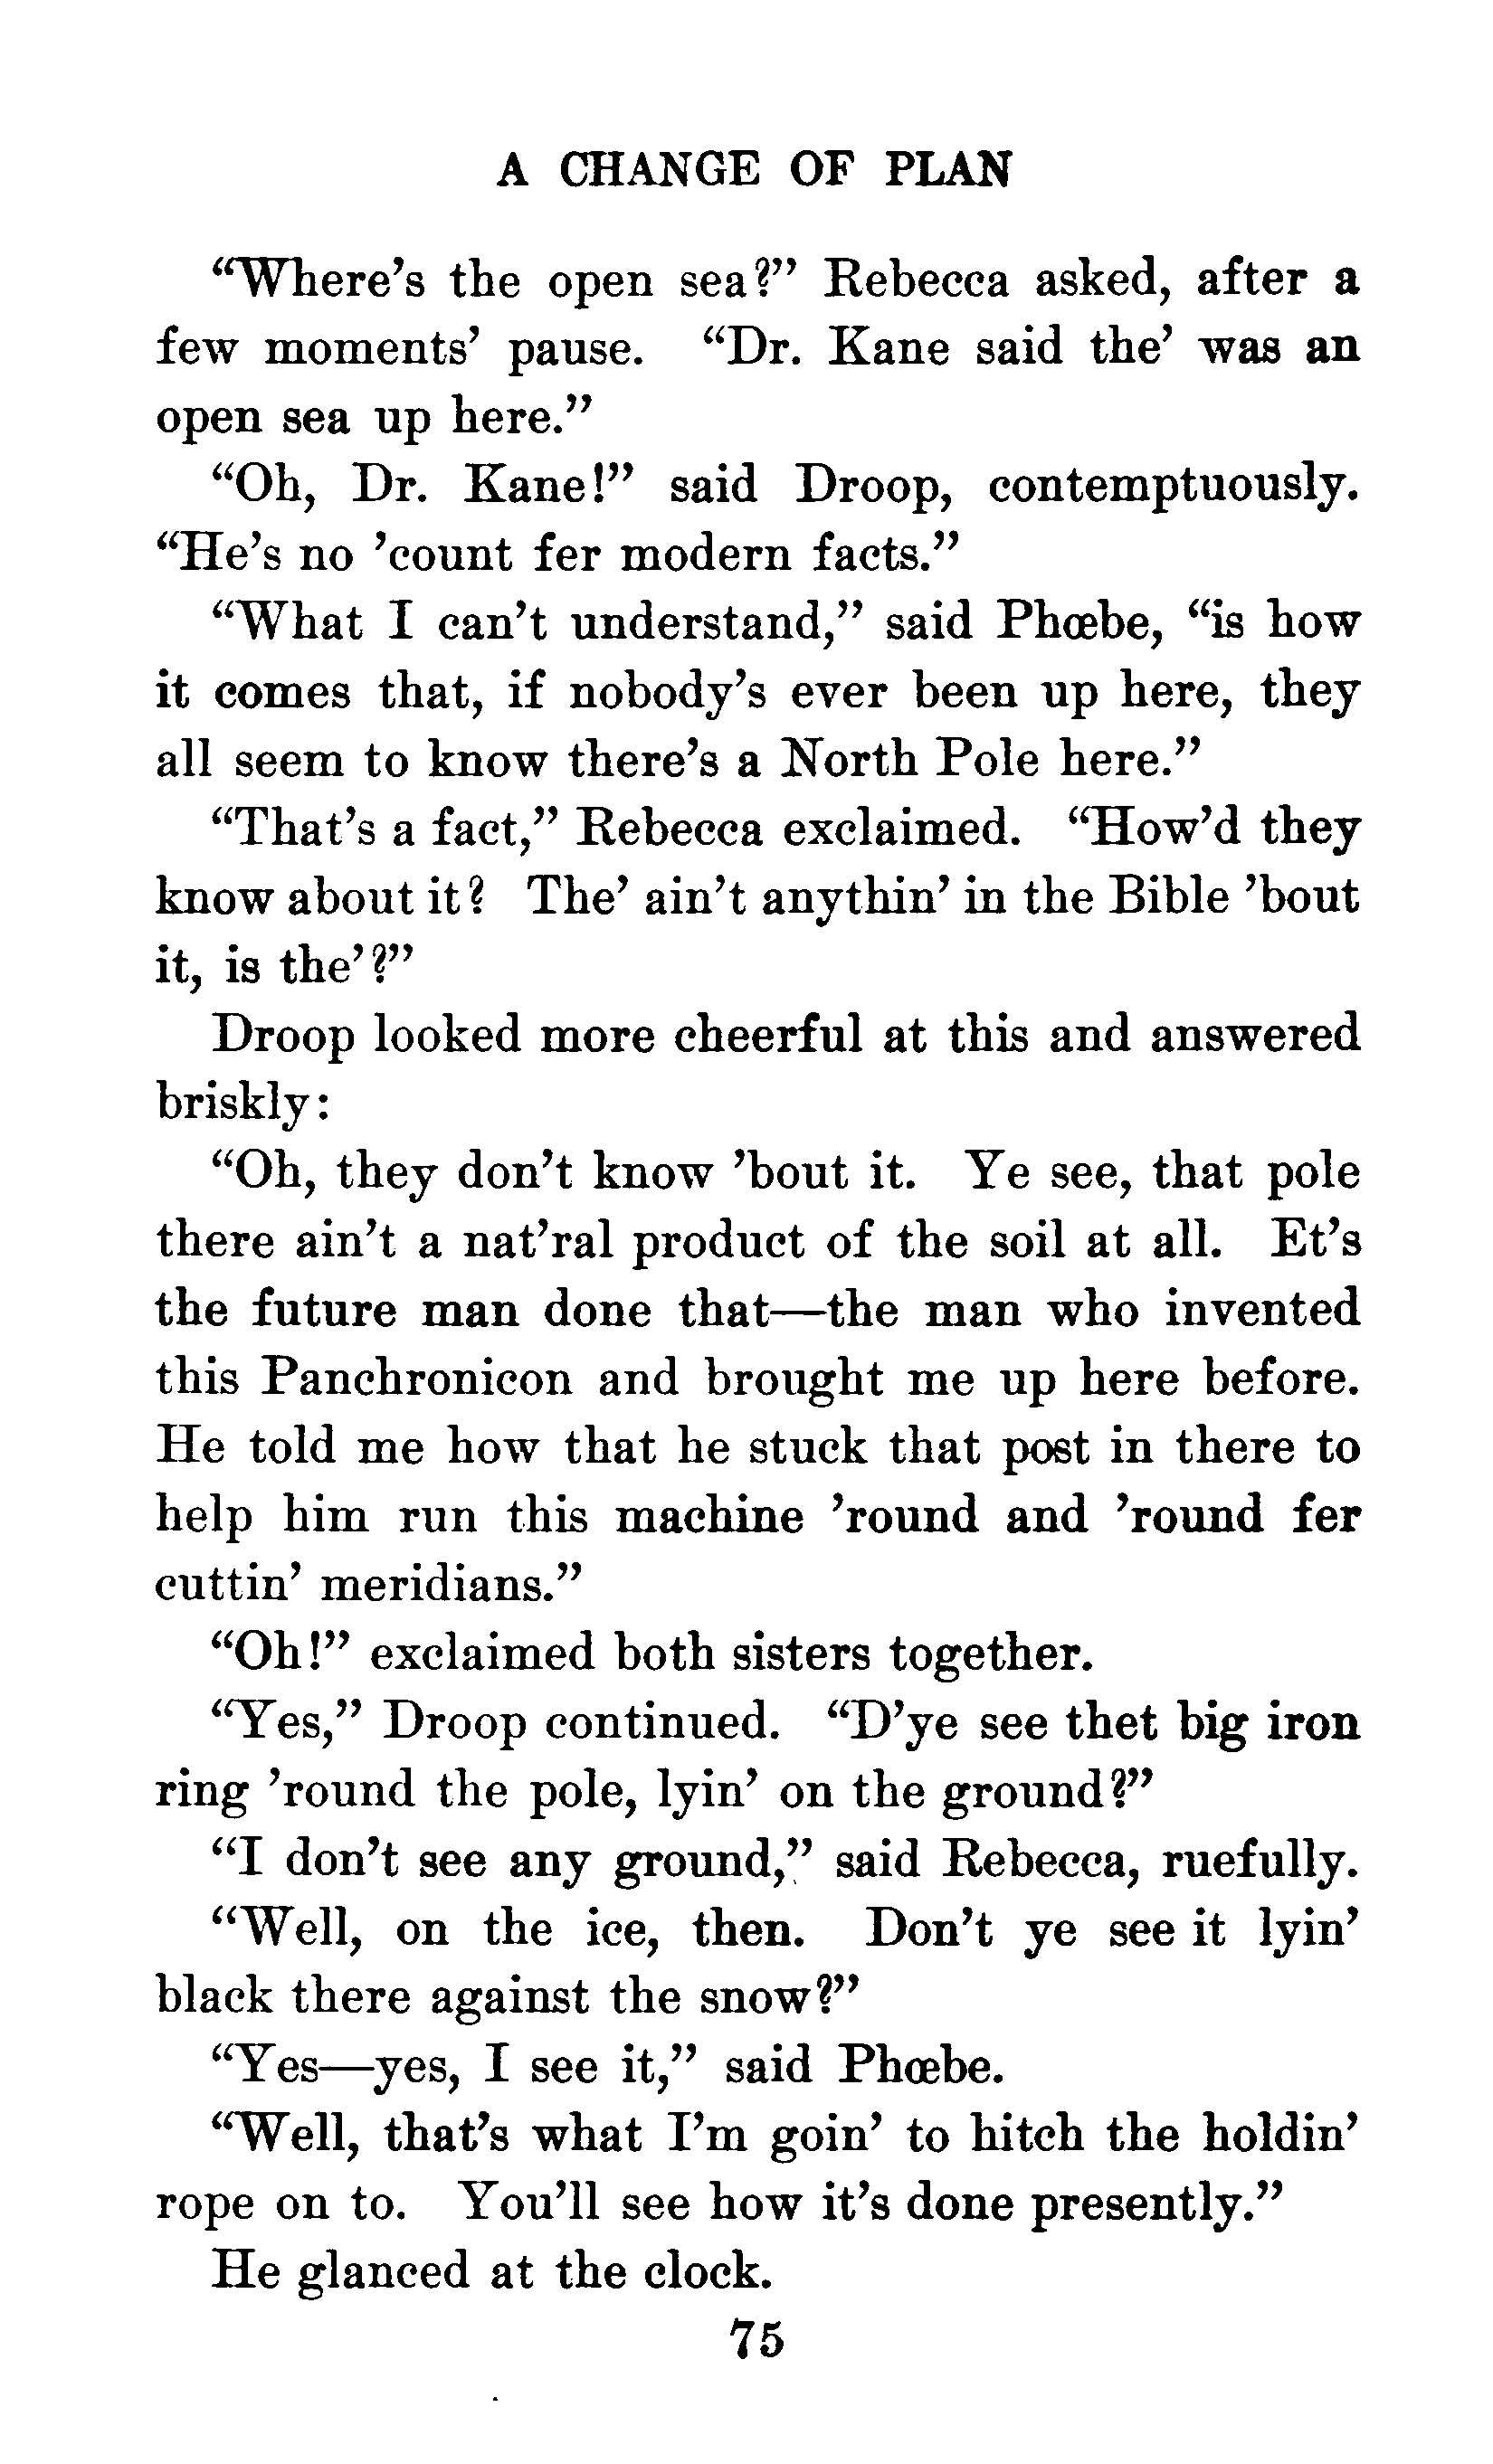 A CHANGE OF PLAN
“Where’s the open sea?” Rebecca asked, after a
few moments’ pause. “Dr. Kane said the’ was an
open sea up here.”
“Oh, Dr. Kane!” said Droop, contemptuously.
“He’s no ’count fer modern facts.”
“What I can’t understand,” said Phœbe, “is how
it comes that, if nobody’s ever been up here, they
all seem to know there’s a North Pole here.”
“That’s a fact,” Rebecca exclaimed. “How’d they
know about it? The’ ain’t anythin’ in the Bible ’bout
it, is the’?”
Droop looked more cheerful at this and answered
briskly:
“Oh, they don’t know ’bout it. Ye see, that pole
there ain’t a nat’ral product of the soil at all. Et’s
the future man done that—the man who invented
this Panchronicon and brought me up here before.
He told me how that he stuck that post in there to
help him run this machine ’round and ’round fer
cuttin’ meridians.”
“Oh!” exclaimed both sisters together.
“Yes,” Droop continued. “D’ye see thet big iron
ring ’round the pole, lyin’ on the ground?”
“I don’t see any ground,” said Rebecca, ruefully.
“Well, on the ice, then. Don’t ye see it lyin’
black there against the snow?”
“Yes—yes, I see it,” said Phœbe.
“Well, that’s what I’m goin’ to hitch the holdin’
rope on to. You’ll see how it’s done presently.”
He glanced at the clock.
75